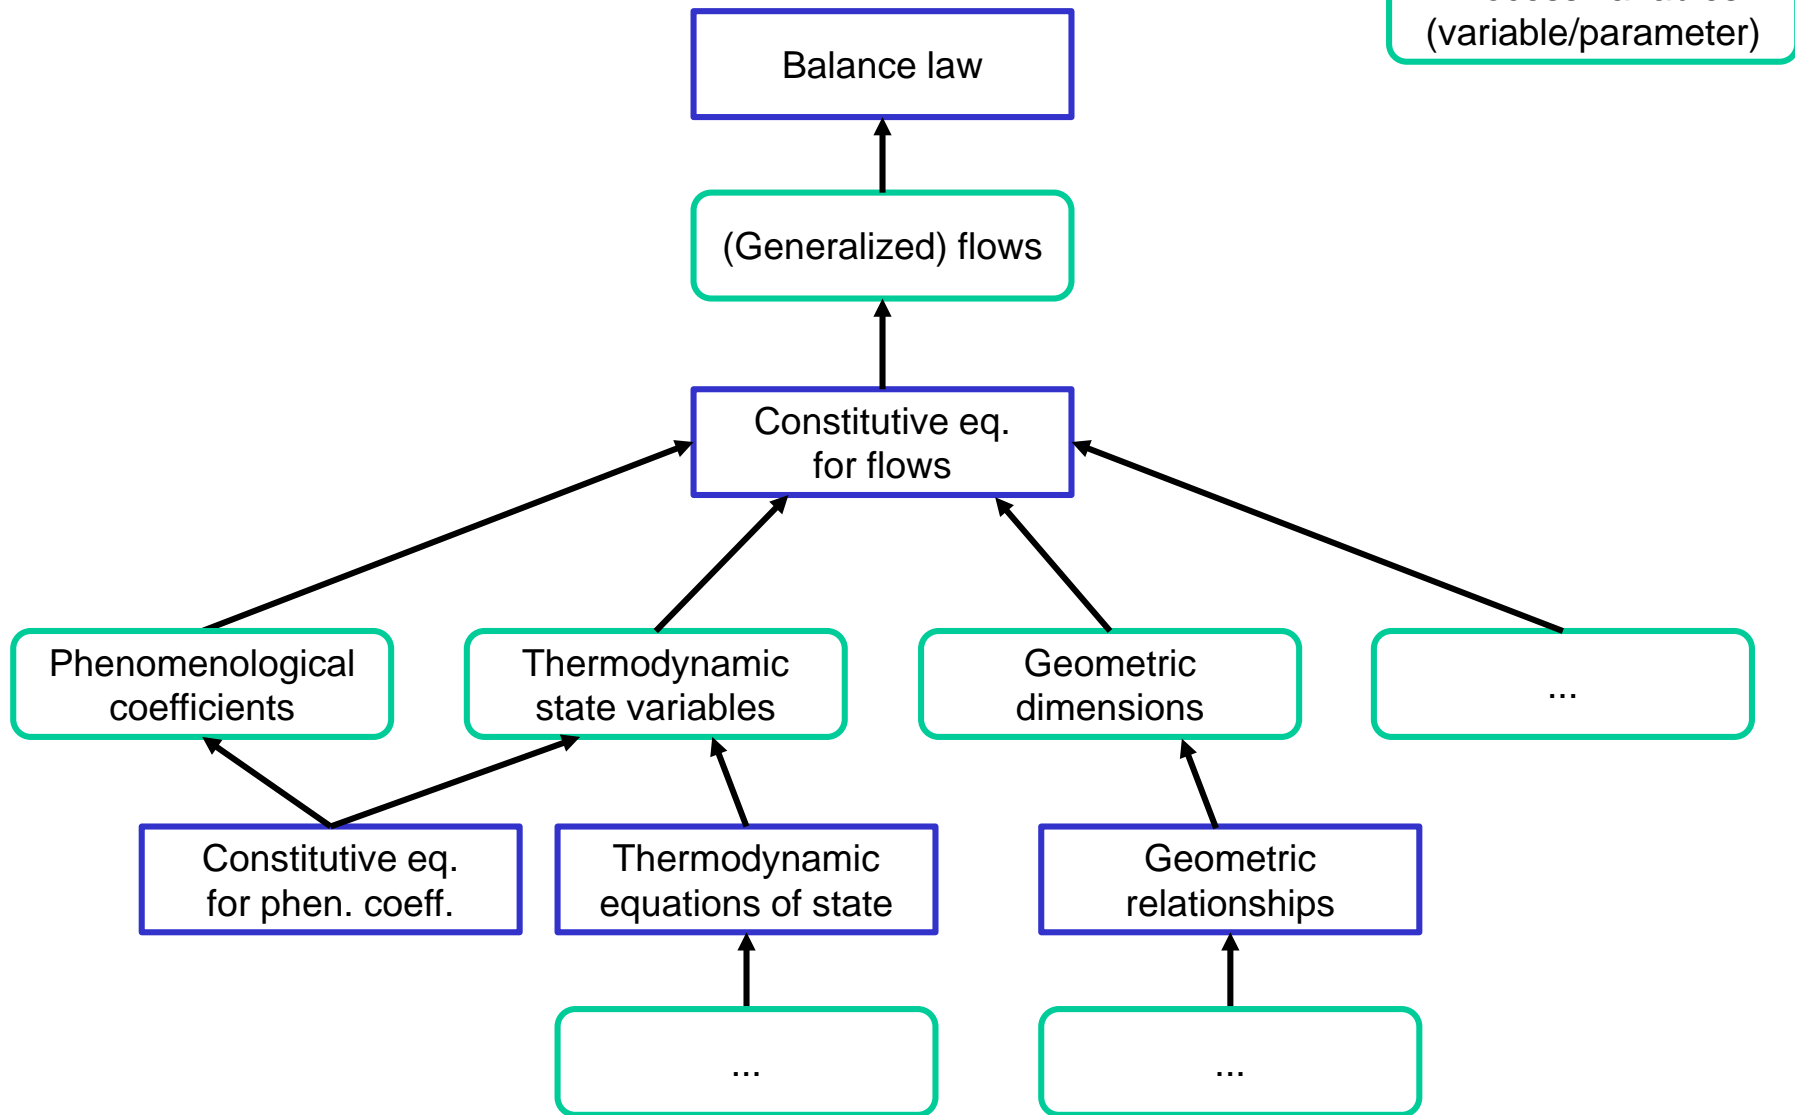 (variable/parameter)
Balance law
(Generalized) flows
Constitutive eq.
for flows
Phenomenological
coefficients
Thermodynamic
state variables
Geometric
dimensions
...
Constitutive eq.
for phen. coeff.
Thermodynamic
equations of state
Geometric
relationships
...
...